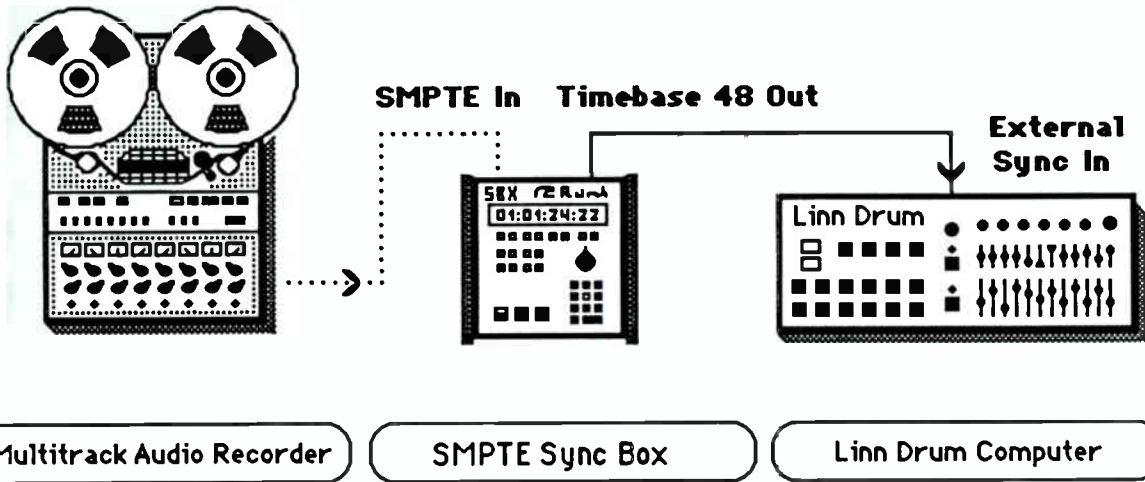 SMPTE In Timebase 48 Out
External
Sync In
SBX
01:01:24:22
Linn Drum
Multitrack Audio Recorder
SMPTE Sync Box
Linn Drum Computer